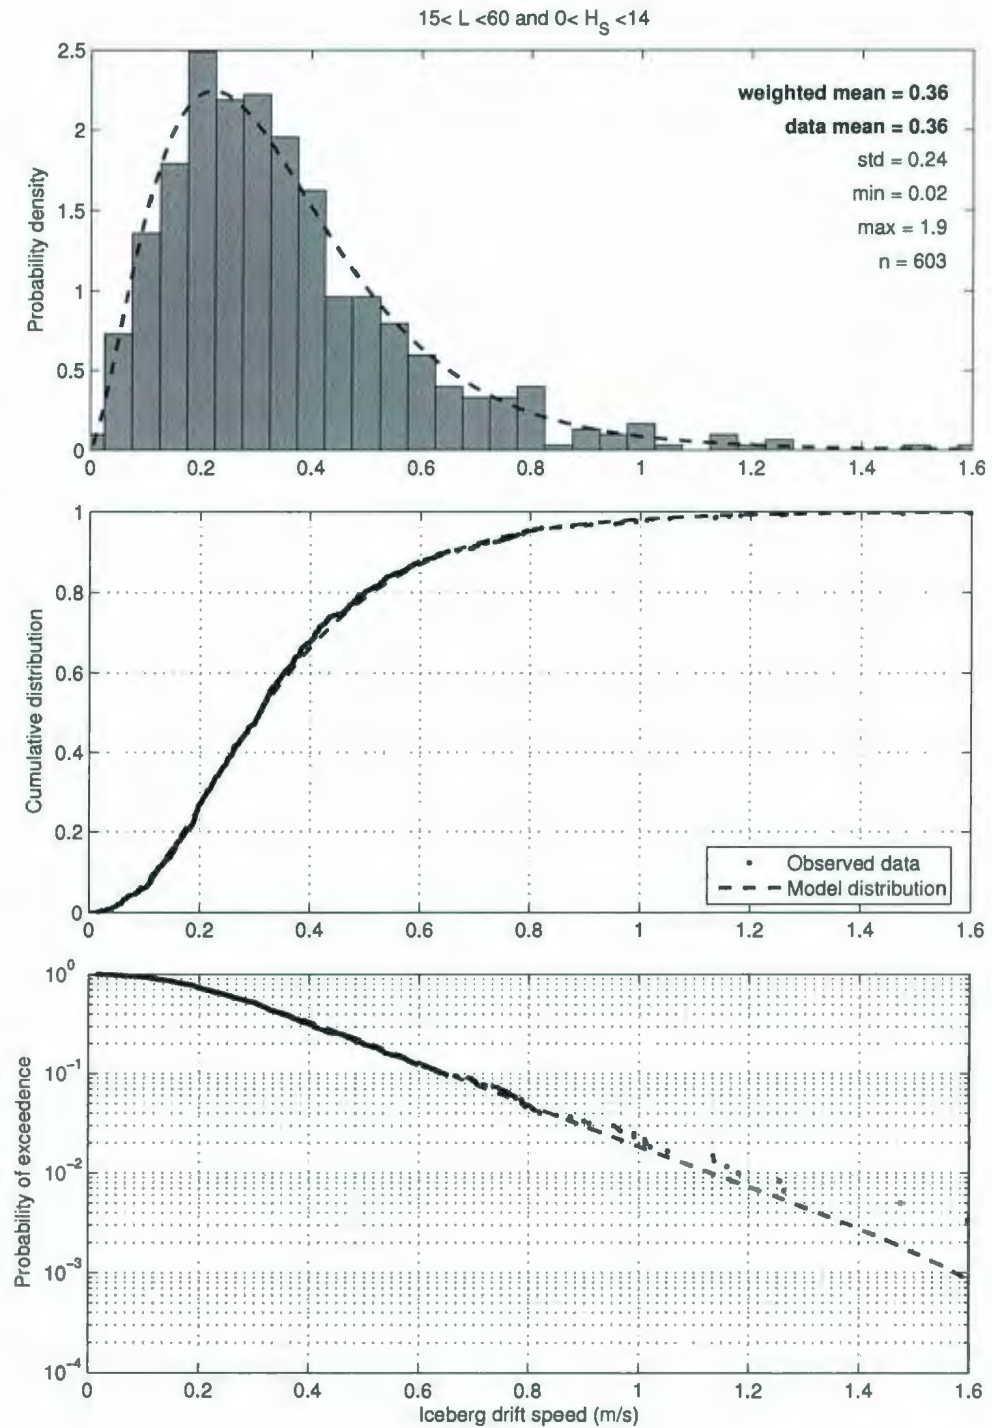 15< L <60 and 0< H_S <14
Probability density
2.5
2
1.5
1
0.5
0
weighted mean = 0.36
data mean = 0.36
std = 0.24
min = 0.02
max = 1.9
n = 603
0 0.2 0.4 0.6 0.8 1 1.2 1.4 1.6
Cumulative distribution
1
0.8
0.6
0.4
0.2
0
Observed data
Model distribution
0 0.2 0.4 0.6 0.8 1 1.2 1.4 1.6
Probability of exceedence
10^0
10^-1
10^-2
10^-3
10^-4
0 0.2 0.4 0.6 0.8 1 1.2 1.4 1.6
Iceberg drift speed (m/s)